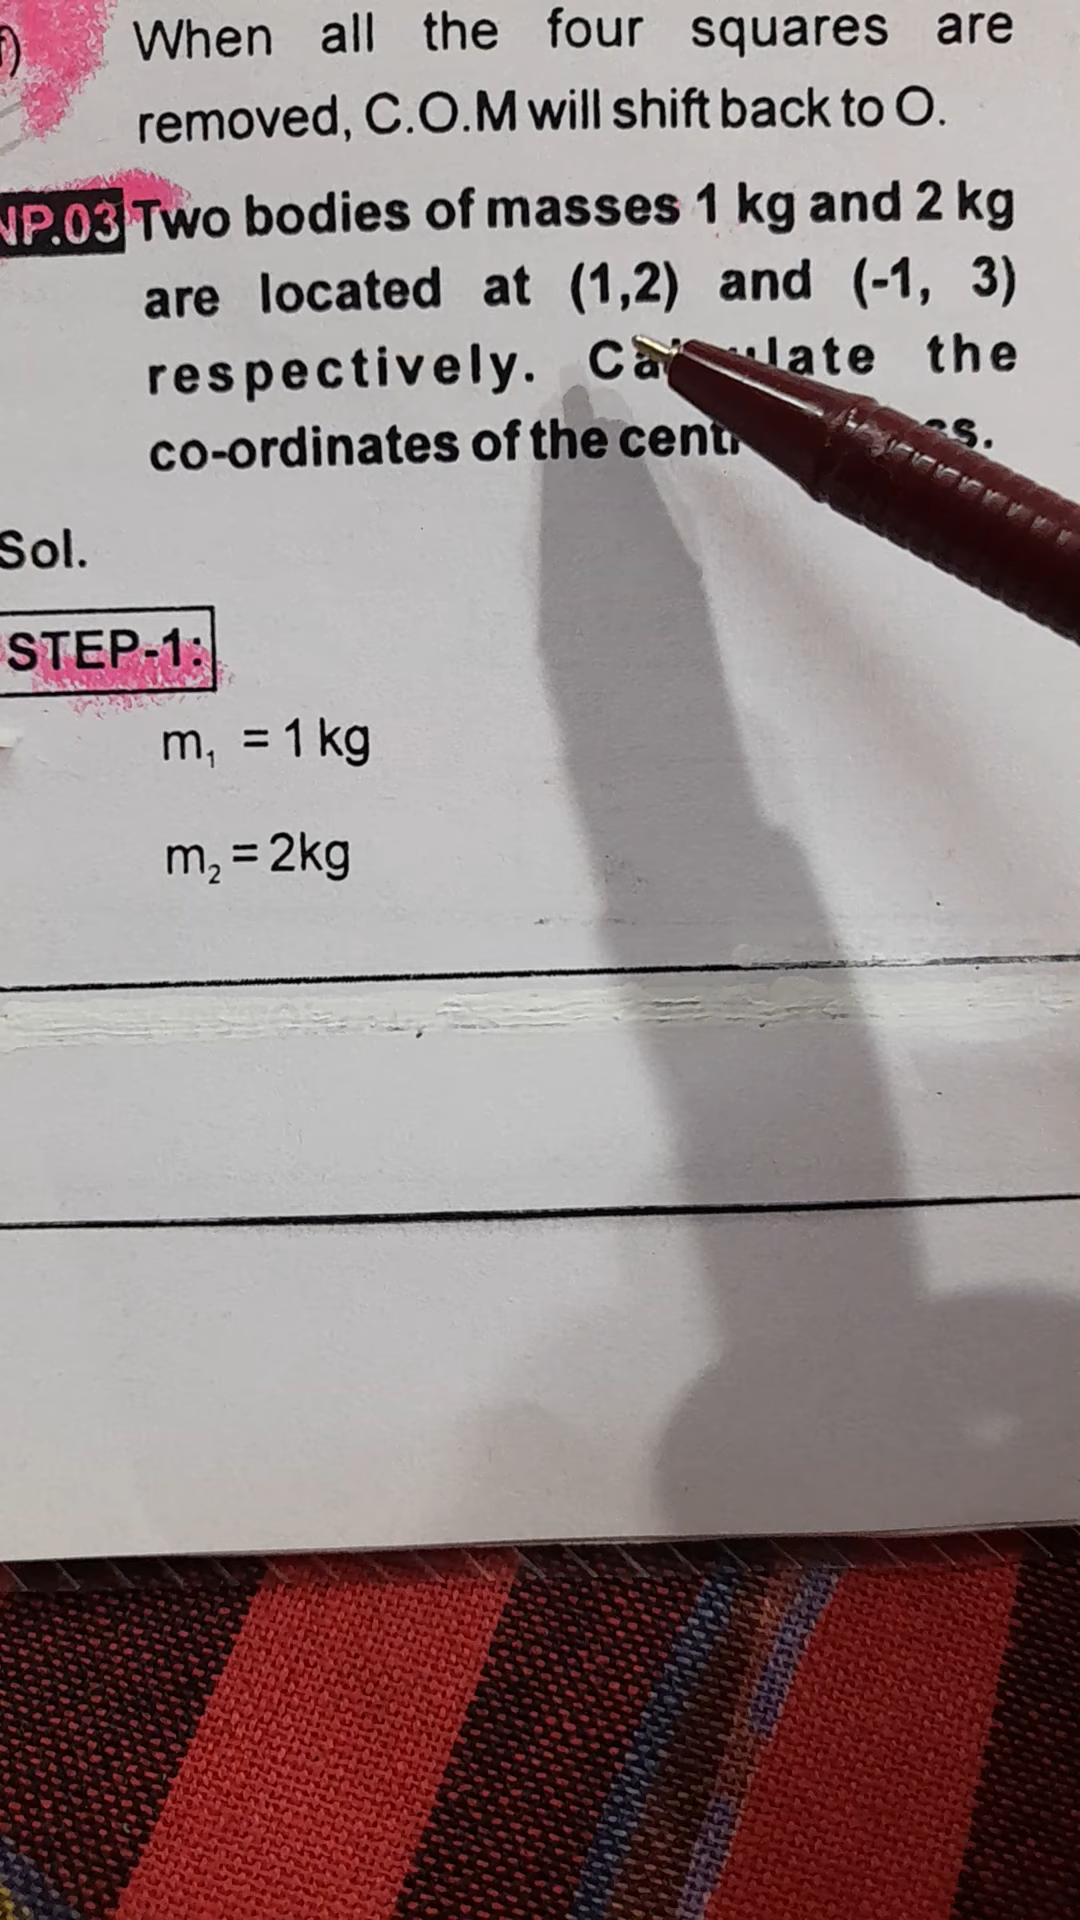 f) When all the four squares are
removed, C.O.M will shift back to O.
NP.03 Two bodies of masses 1 kg and 2 kg
are located at (1,2) and (-1, 3)
respectively. the
co-ordinates of the
Sol.
STEP-1:
m₁ = 1 kg
m₂ = 2kg